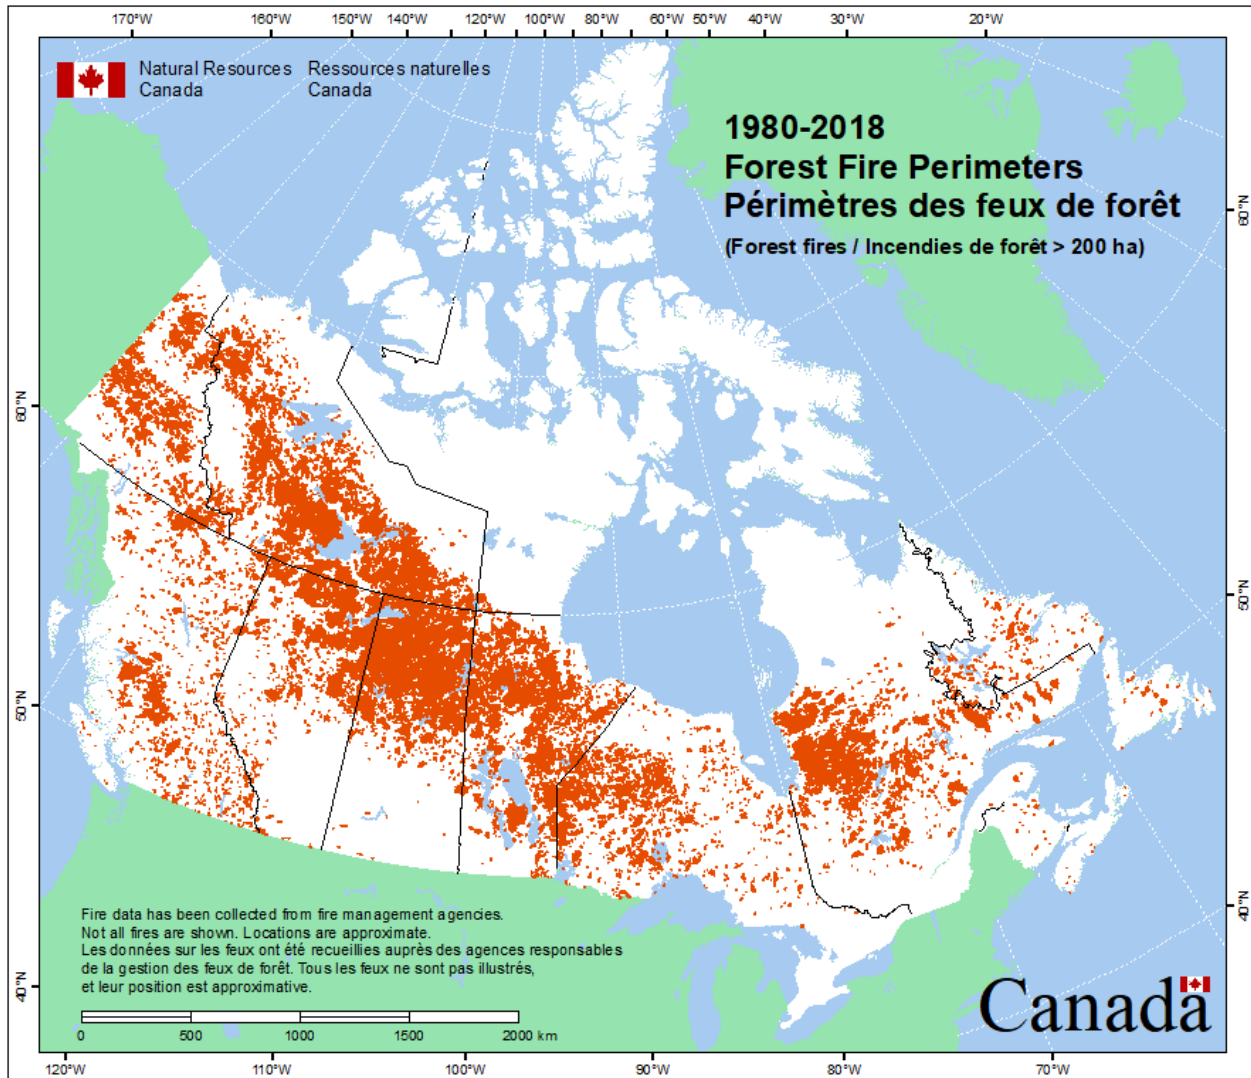 170°W 160°W 150°W 140°W 120°W 100°W 80°W 60°W 50°W 40°W 30°W 20°W
Natural Resources Ressources naturelles
Canada Canada
1980-2018
Forest Fire Perimeters
Périmètres des feux de forêt
(Forest fires / Incendies de forêt > 200 ha)
60°N
60°N
50°N
50°N
40°N
40°N
Fire data has been collected from fire management agencies.
Not all fires are shown. Locations are approximate.
Les données sur les feux ont été recueillies auprès des agences responsables
de la gestion des feux de forêt. Tous les feux ne sont pas illustrés,
et leur position est approximative.
Canada
0 500 1000 1500 2000 km
120°W 110°W 100°W 90°W 80°W 70°W